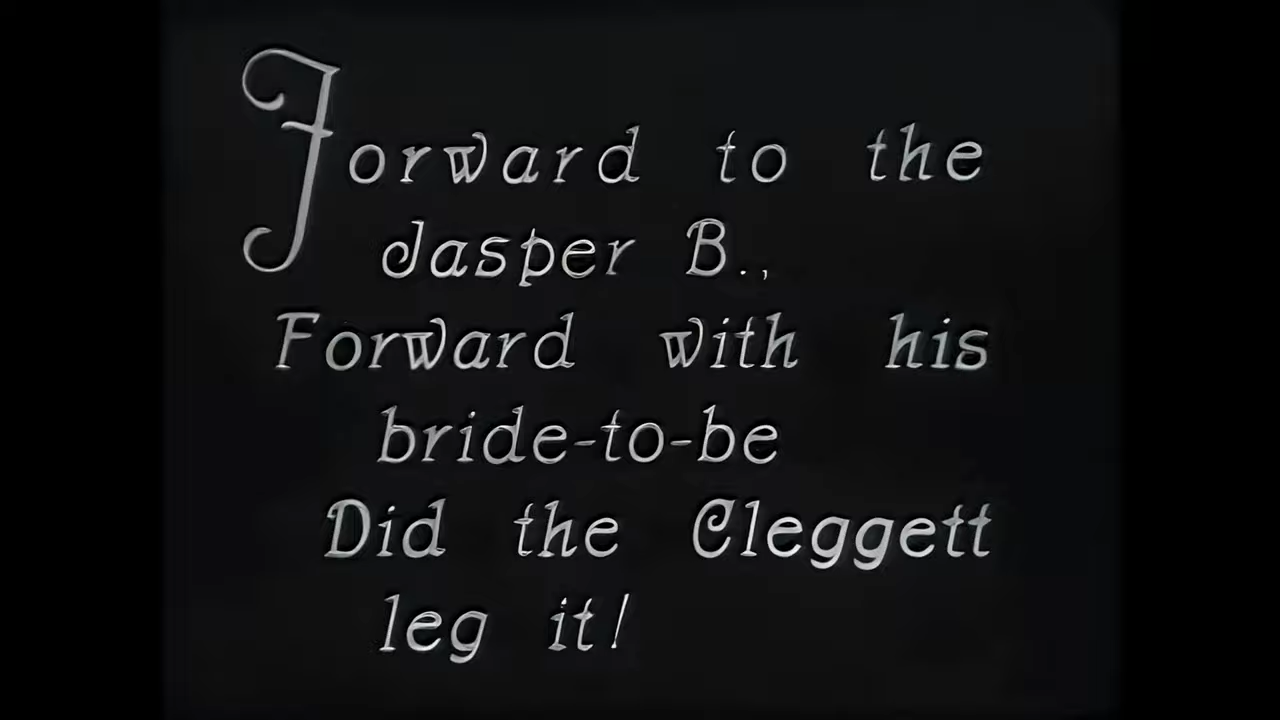 Forward to the
Jasper B.,
Forward with his
bride-to-be
Did the Cleggett
leg it!